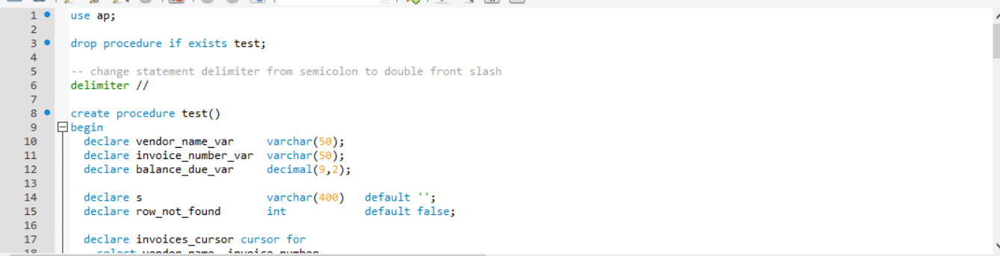 1 use ap;
2
3 drop procedure if exists test;
4
5 -- change statement delimiter from semicolon to double front slash
6 delimiter //
7
8 create procedure test()
9 begin
10 declare vendor_name_var varchar(50);
11 declare invoice_number_var varchar(50);
12 declare balance_due_var decimal(9,2);
13
14 declare s varchar(400) default '';
15 declare row_not_found int default false;
16
17 declare invoices_cursor cursor for
18 select vendor_name, invoice_number,